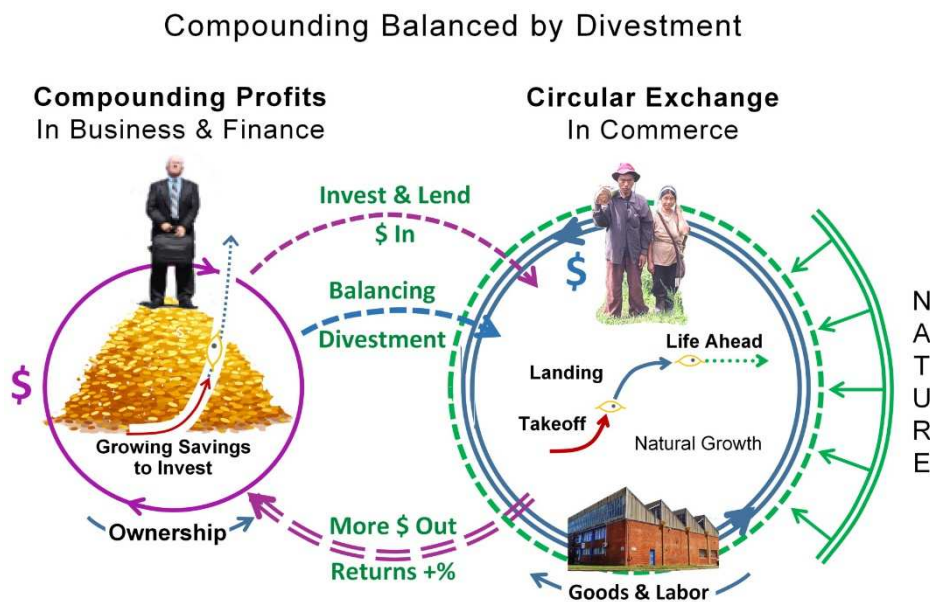 Compounding Balanced by Divestment
Compounding Profits
In Business & Finance
Circular Exchange
In Commerce
Invest & Lend
$ In
Balancing
Divestment
$
Growing Savings
to Invest
Ownership
More $ Out
Returns +%
$
Life Ahead
Landing
Takeoff
Natural Growth
Goods & Labor
NATURE